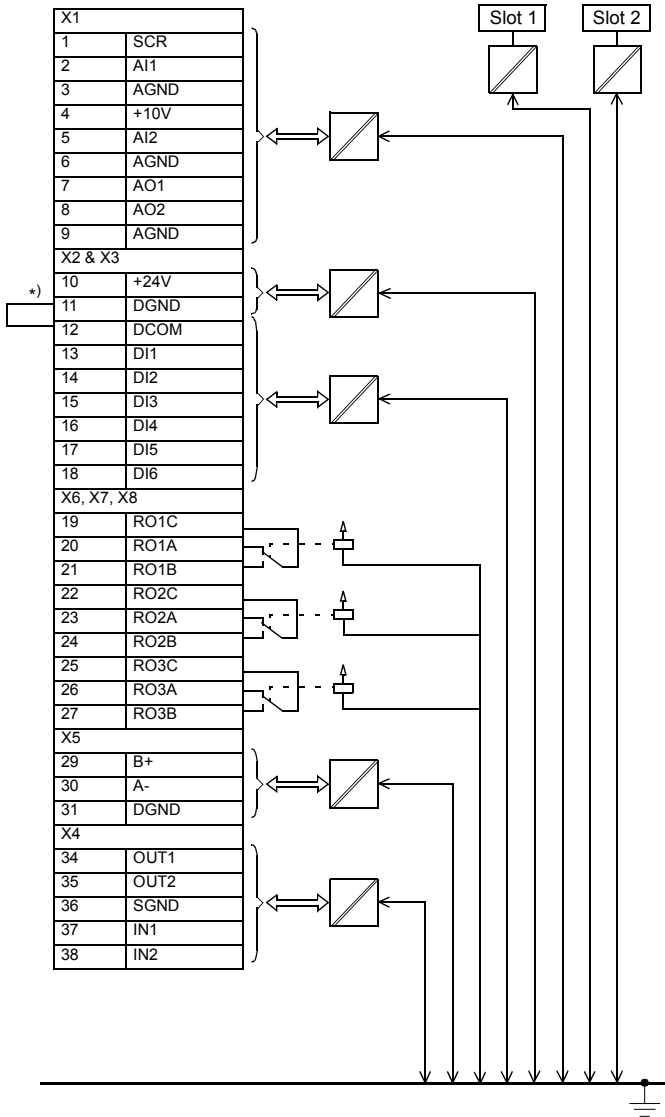 Slot 1 Slot 2
X1
1 SCR
2 AI1
3 AGND
4 +10V
5 AI2
6 AGND
7 AO1
8 AO2
9 AGND
X2 & X3
10 +24V
*)
11 DGND
12 DCOM
13 DI1
14 DI2
15 DI3
16 DI4
17 DI5
18 DI6
X6, X7, X8
19 RO1C
20 RO1A
21 RO1B
22 RO2C
23 RO2A
24 RO2B
25 RO3C
26 RO3A
27 RO3B
X5
29 B+
30 A-
31 DGND
X4
34 OUT1
35 OUT2
36 SGND
37 IN1
38 IN2